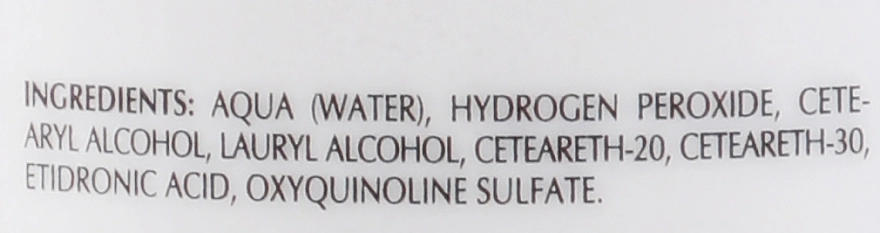 INGREDIENTS: AQUA (WATER), HYDROGEN PEROXIDE, CETE-
ARYL ALCOHOL, LAURYL ALCOHOL, CETEARETH-20, CETEARETH-30,
ETIDRONIC ACID, OXYQUINOLINE SULFATE.